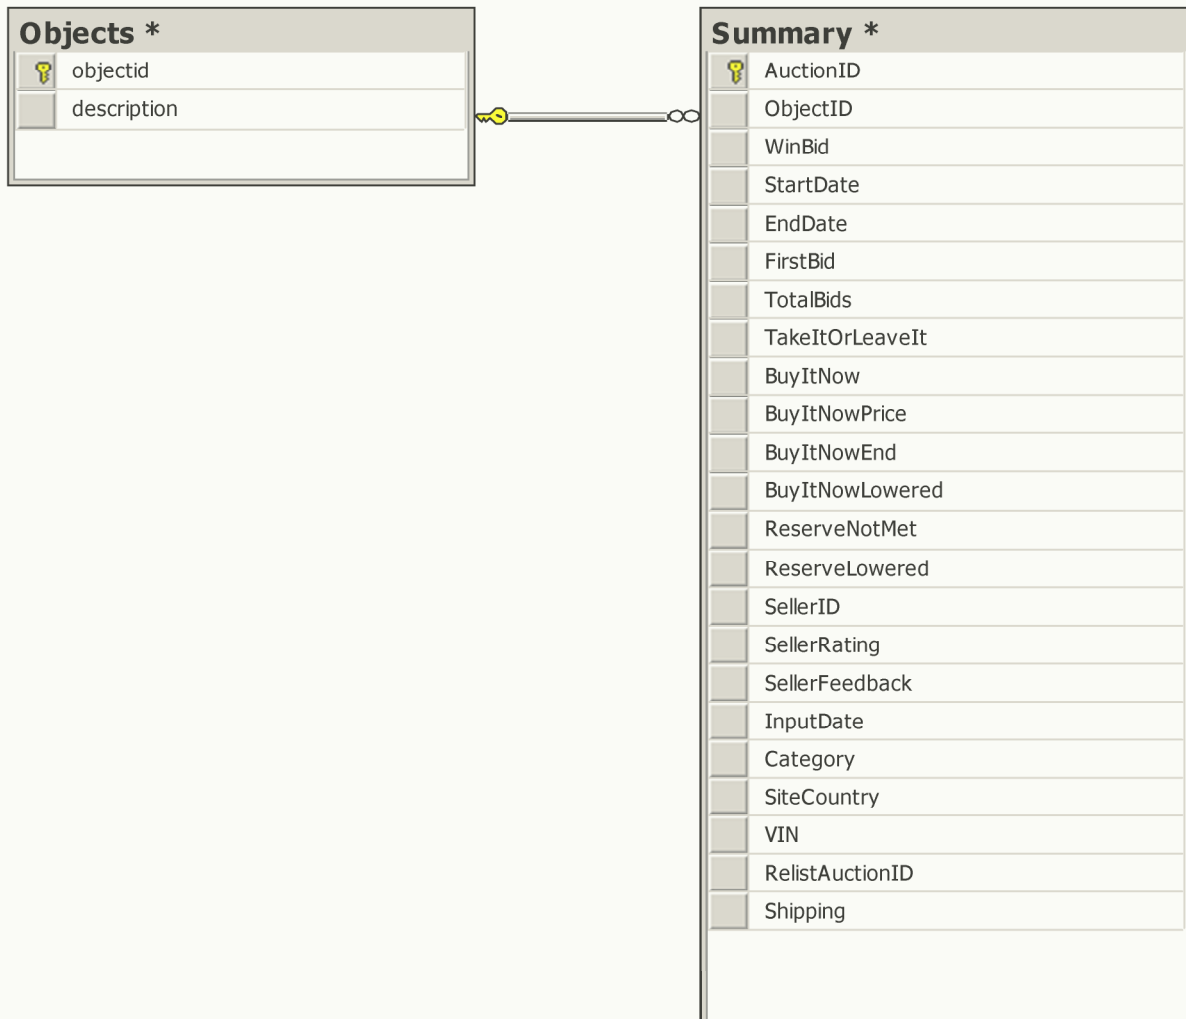 Objects *
objectid
description
Summary *
AuctionID
ObjectID
WinBid
StartDate
EndDate
FirstBid
TotalBids
TakeItOrLeaveIt
BuyItNow
BuyItNowPrice
BuyItNowEnd
BuyItNowLowered
ReserveNotMet
ReserveLowered
SellerID
SellerRating
SellerFeedback
InputDate
Category
SiteCountry
VIN
RelistAuctionID
Shipping